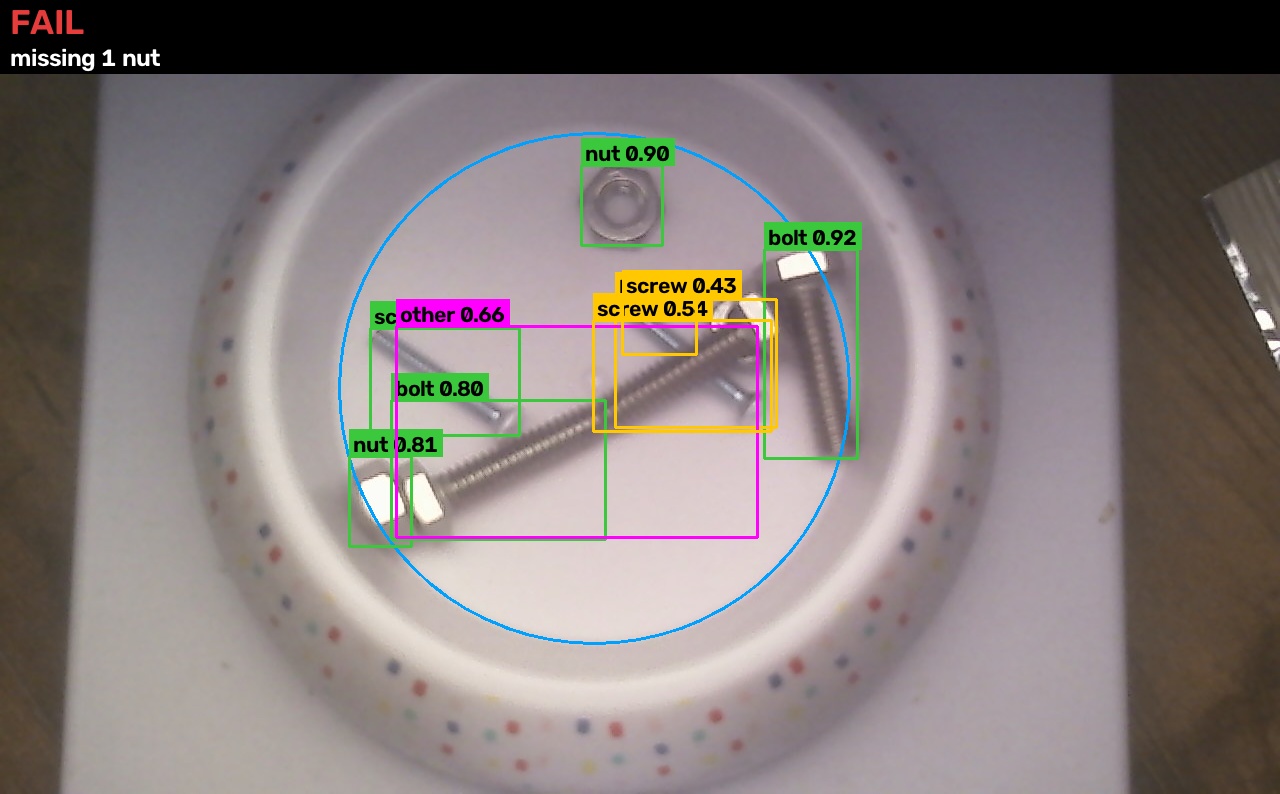 FAIL
missing 1 nut
nut 0.90
bolt 0.92
screw 0.43
screw 0.54
sc
other 0.66
bolt 0.80
nut 0.81